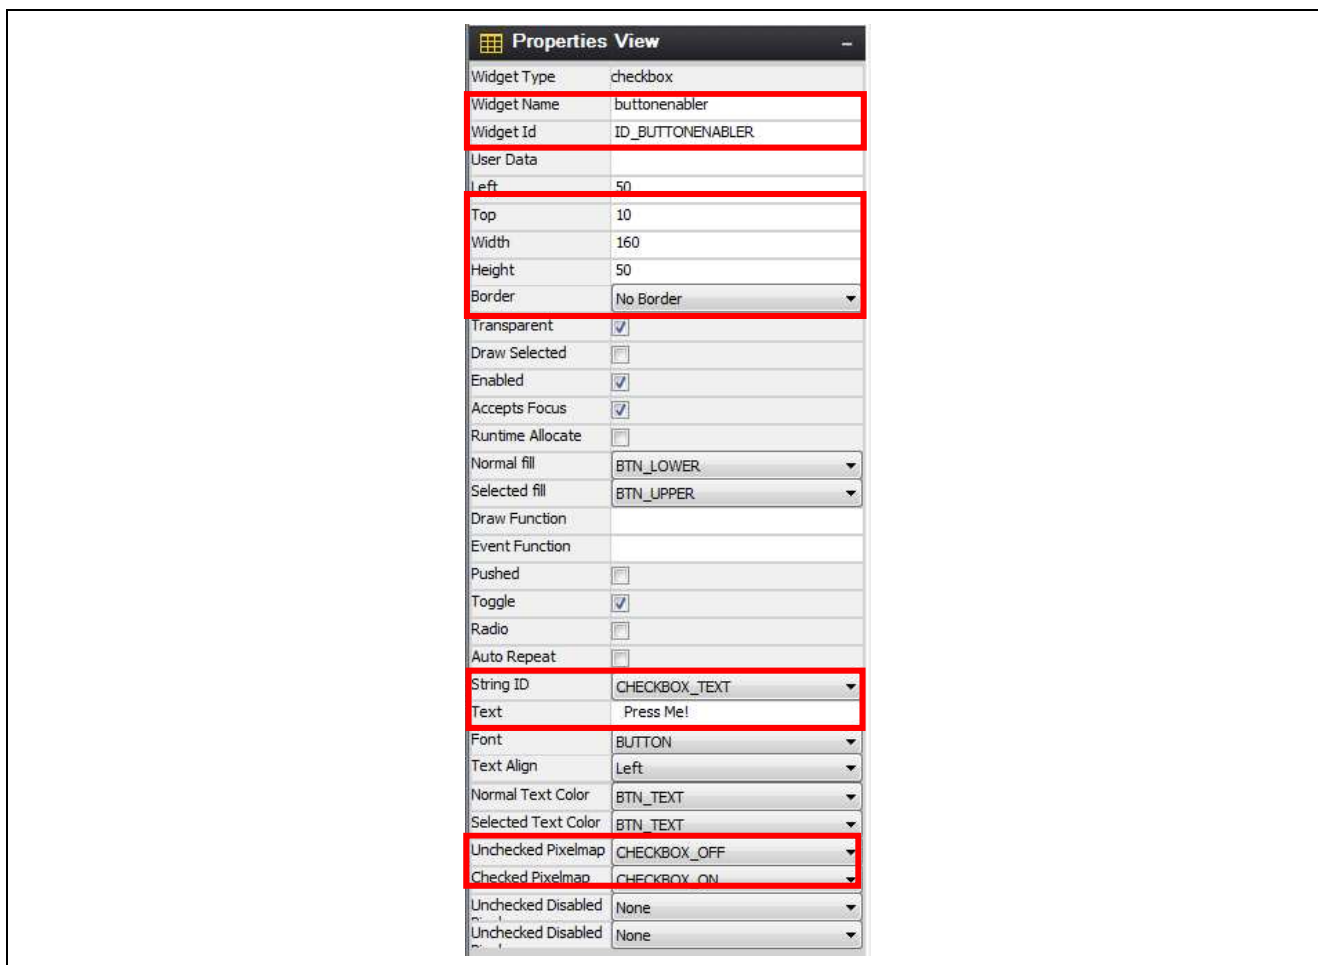 Properties View
Widget Type checkbox
Widget Name buttonenabler
Widget Id ID_BUTTONENABLER
User Data
Left 50
Top 10
Width 160
Height 50
Border No Border
Transparent
Draw Selected
Enabled
Accepts Focus
Runtime Allocate
Normal fill BTN_LOWER
Selected fill BTN_UPPER
Draw Function
Event Function
Pushed
Toggle
Radio
Auto Repeat
String ID CHECKBOX_TEXT
Text Press Me!
Font BUTTON
Text Align Left
Normal Text Color BTN_TEXT
Selected Text Color BTN_TEXT
Unchecked Pixelmap CHECKBOX_OFF
Checked Pixelmap CHECKBOX_ON
Unchecked Disabled None
Unchecked Disabled None